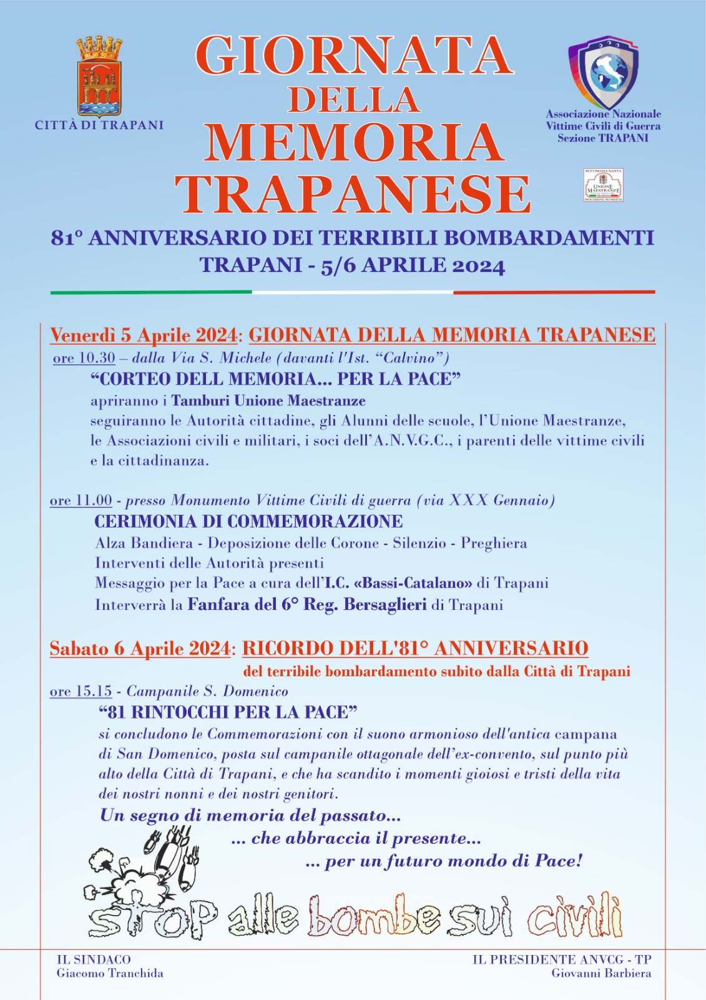 GIORNATA
DELLA
MEMORIA
TRAPANESE
CITTÀ DI TRAPANI
Associazione Nazionale
Vittime Civili di Guerra
Sezione TRAPANI
SETTIMANA SANTA
UNIONE
MAESTRANZE
TRAPANI
PROCESSIONE DEI MISTERI
81° ANNIVERSARIO DEI TERRIBILI BOMBARDAMENTI
TRAPANI - 5/6 APRILE 2024
Venerdì 5 Aprile 2024: GIORNATA DELLA MEMORIA TRAPANESE
ore 10.30 – dalla Via S. Michele (davanti l'Ist. “Calvino”)
“CORTEO DELL MEMORIA... PER LA PACE”
apriranno i Tamburi Unione Maestranze
seguiranno le Autorità cittadine, gli Alunni delle scuole, l’Unione Maestranze,
le Associazioni civili e militari, i soci dell’A.N.V.G.C., i parenti delle vittime civili
e la cittadinanza.
ore 11.00 - presso Monumento Vittime Civili di guerra (via XXX Gennaio)
CERIMONIA DI COMMEMORAZIONE
Alza Bandiera - Deposizione delle Corone - Silenzio - Preghiera
Interventi delle Autorità presenti
Messaggio per la Pace a cura dell’I.C. «Bassi-Catalano» di Trapani
Interverrà la Fanfara del 6° Reg. Bersaglieri di Trapani
Sabato 6 Aprile 2024: RICORDO DELL'81° ANNIVERSARIO
del terribile bombardamento subito dalla Città di Trapani
ore 15.15 - Campanile S. Domenico
“81 RINTOCCHI PER LA PACE”
si concludono le Commemorazioni con il suono armonioso dell'antica campana
di San Domenico, posta sul campanile ottagonale dell’ex-convento, sul punto più
alto della Città di Trapani, e che ha scandito i momenti gioiosi e tristi della vita
dei nostri nonni e dei nostri genitori.
Un segno di memoria del passato...
... che abbraccia il presente...
... per un futuro mondo di Pace!
STOP alle bombe sui civili
IL SINDACO
Giacomo Tranchida
IL PRESIDENTE ANVCG - TP
Giovanni Barbiera